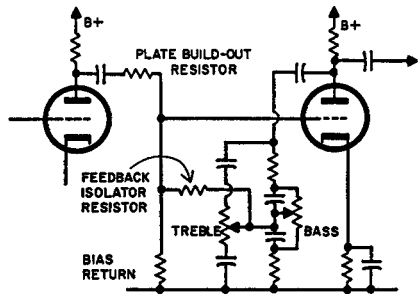 B+
B+
PLATE BUILD-OUT
RESISTOR
FEEDBACK
ISOLATOR
RESISTOR
TREBLE
BASS
BIAS
RETURN